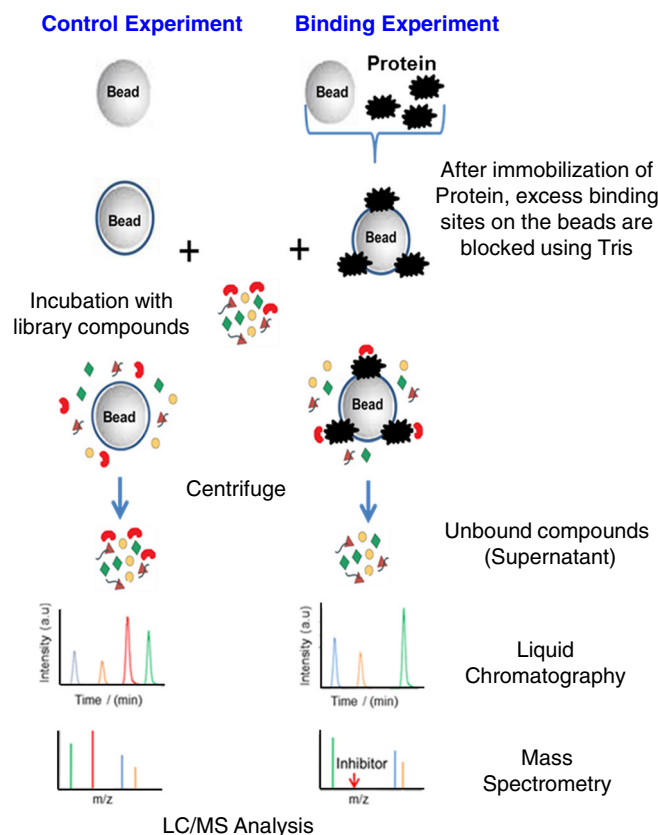 Control Experiment
Binding Experiment
Bead
Bead
Protein
After immobilization of
Protein, excess binding
sites on the beads are
blocked using Tris
Bead
+
+
Bead
Incubation with
library compounds
Bead
Bead
Centrifuge
Unbound compounds
(Supernatant)
Intensity (a.u)
Time / (min)
Intensity (a.u)
Time / (min)
Liquid
Chromatography
m/z
Inhibitor
m/z
Mass
Spectrometry
LC/MS Analysis